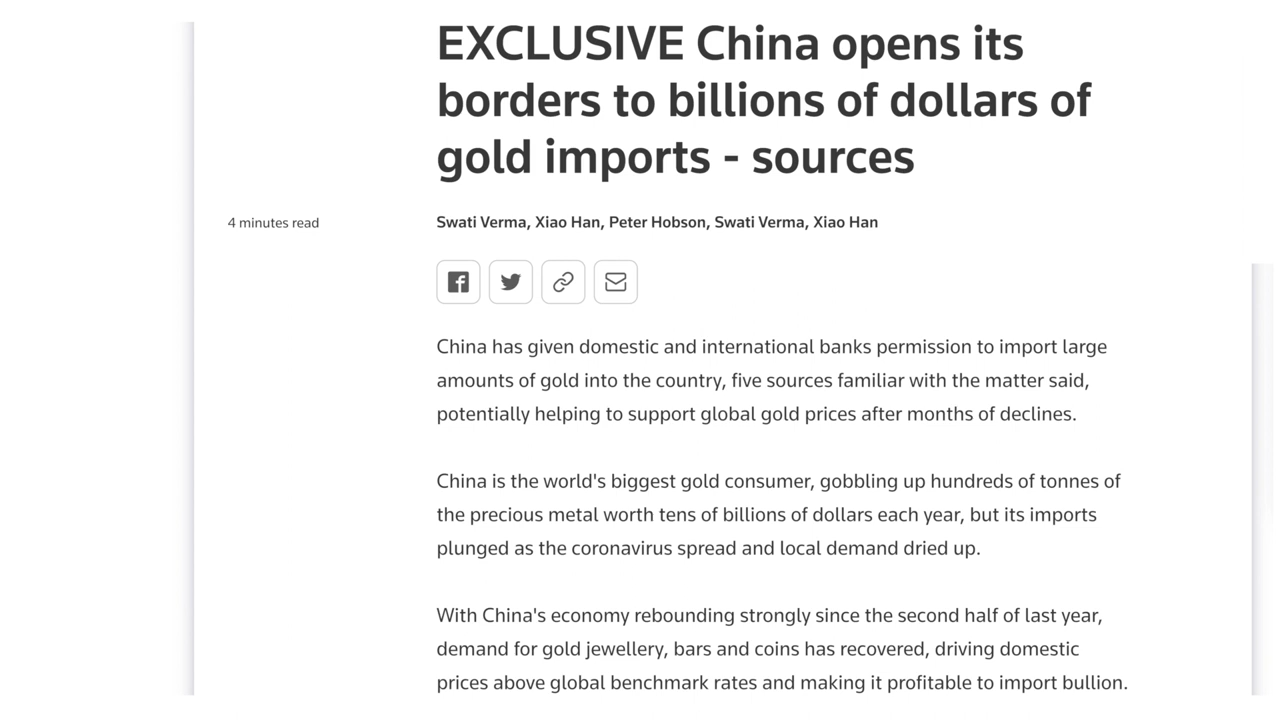 EXCLUSIVE China opens its
borders to billions of dollars of
gold imports - sources
4 minutes read
Swati Verma, Xiao Han, Peter Hobson, Swati Verma, Xiao Han
China has given domestic and international banks permission to import large
amounts of gold into the country, five sources familiar with the matter said,
potentially helping to support global gold prices after months of declines.
China is the world's biggest gold consumer, gobbling up hundreds of tonnes of
the precious metal worth tens of billions of dollars each year, but its imports
plunged as the coronavirus spread and local demand dried up.
With China's economy rebounding strongly since the second half of last year,
demand for gold jewellery, bars and coins has recovered, driving domestic
prices above global benchmark rates and making it profitable to import bullion.